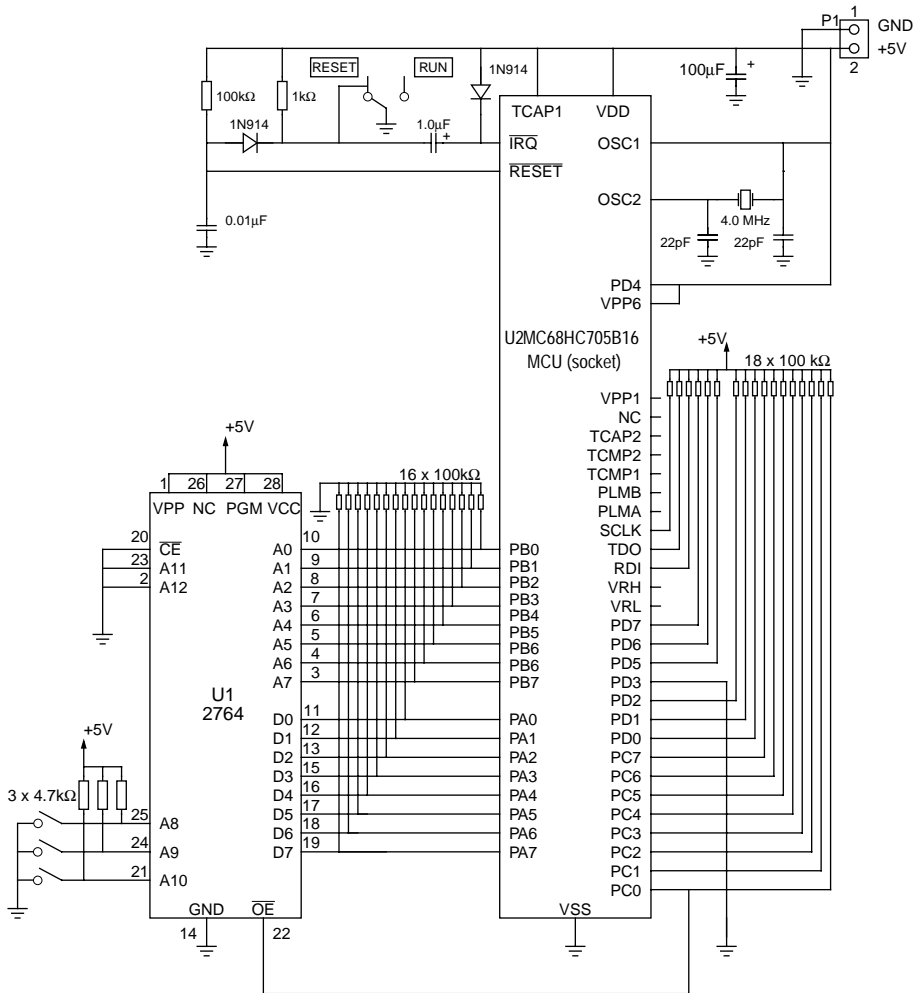 P1
1
GND
+5V
2
RESET
RUN
1N914
100µF
+
100kΩ
1kΩ
1N914
1.0µF
+
0.01µF
TCAP1
VDD
IRQ
OSC1
RESET
OSC2
4.0 MHz
22pF
22pF
PD4
VPP6
U2MC68HC705B16
MCU (socket)
+5V
18 x 100 kΩ
VPP1
NC
TCAP2
TCMP2
TCMP1
PLMB
PLMA
SCLK
TDO
RDI
VRH
VRL
PD7
PD6
PD5
PD3
PD2
PD1
PD0
PC7
PC6
PC5
PC4
PC3
PC2
PC1
PC0
PB0
PB1
PB2
PB3
PB4
PB5
PB6
PB6
PB7
PA0
PA1
PA2
PA3
PA4
PA5
PA6
PA7
VSS
16 x 100kΩ
+5V
1 26 27 28
VPP NC PGM VCC
20 CE
23 A11
2 A12
A0 10
A1 9
A2 8
A3 7
A4 6
A5 5
A6 4
A7 3
U1
2764
D0 11
D1 12
D2 13
D3 15
D4 16
D5 17
D6 18
D7 19
+5V
3 x 4.7kΩ
25 A8
24 A9
21 A10
GND OE
14 22